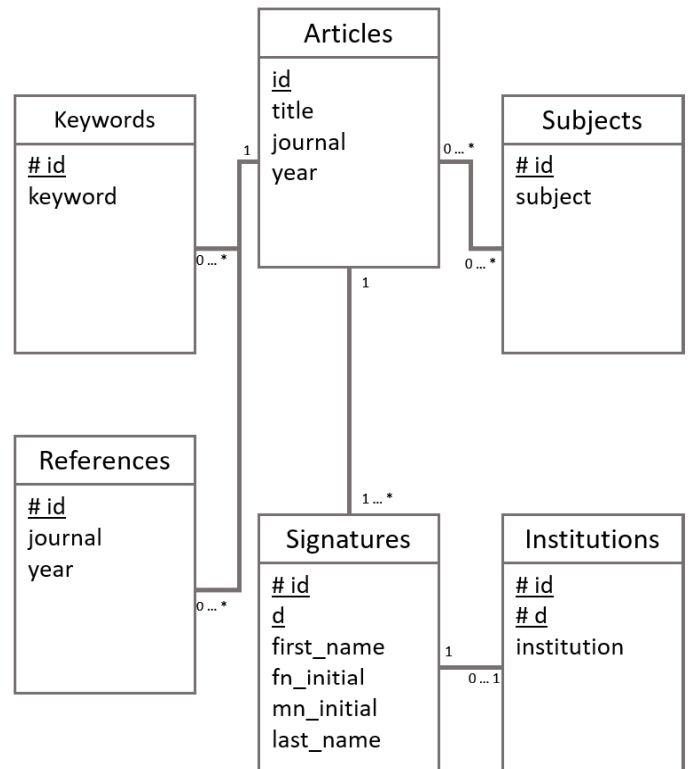 Articles
id
title
journal
year
Keywords
# id
keyword
Subjects
# id
subject
1
0 ... *
0 ... *
0 ... *
1
References
# id
journal
year
0 ... *
1 ... *
Signatures
# id
d
first_name
fn_initial
mn_initial
last_name
1
0 ... 1
Institutions
# id
# d
institution